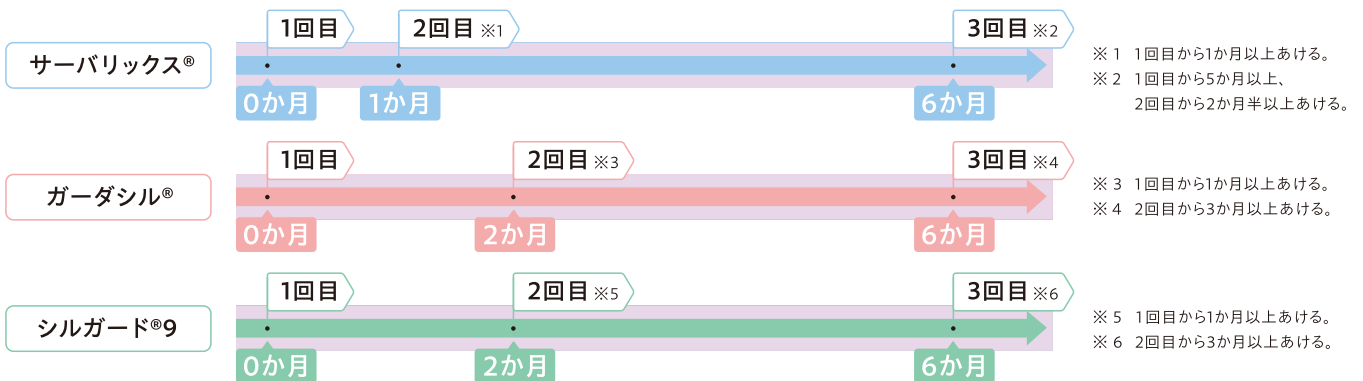 サーバリックス®
1回目
2回目 ※1
3回目 ※2
0か月
1か月
6か月
※1 1回目から1か月以上あける。
※2 1回目から5か月以上、
2回目から2か月半以上あける。
ガーダシル®
1回目
2回目 ※3
3回目 ※4
0か月
2か月
6か月
※3 1回目から1か月以上あける。
※4 2回目から3か月以上あける。
シルガード®9
1回目
2回目 ※5
3回目 ※6
0か月
2か月
6か月
※5 1回目から1か月以上あける。
※6 2回目から3か月以上あける。